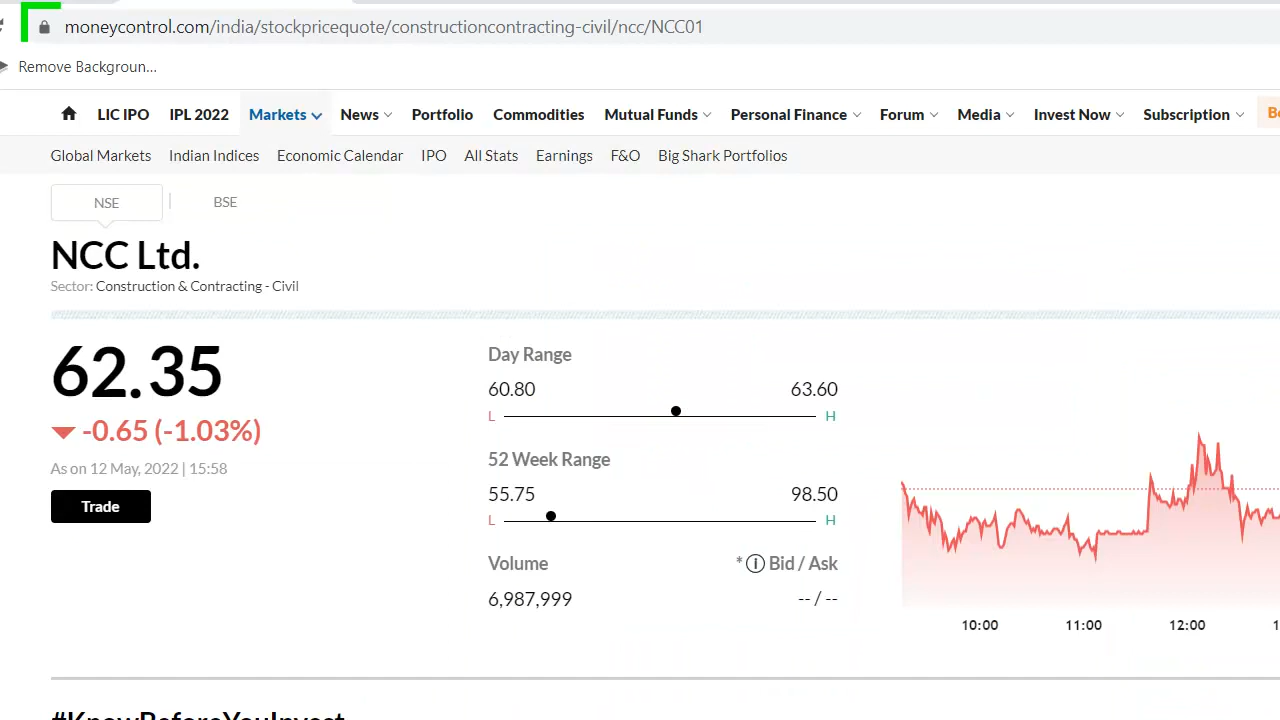 moneycontrol.com/india/stockpricequote/constructioncontracting-civil/ncc/NCC01
Remove Backgroun...
LIC IPO IPL 2022 Markets News Portfolio Commodities Mutual Funds Personal Finance Forum Media Invest Now Subscription
Global Markets Indian Indices Economic Calendar IPO All Stats Earnings F&O Big Shark Portfolios
NSE | BSE
NCC Ltd.
Sector: Construction & Contracting - Civil
62.35
-0.65 (-1.03%)
As on 12 May, 2022 | 15:58
Trade
Day Range
60.80 63.60
L H
52 Week Range
55.75 98.50
L H
Volume * i Bid / Ask
6,987,999 -- / --
10:00 11:00 12:00
#KnowBeforeYouInvest